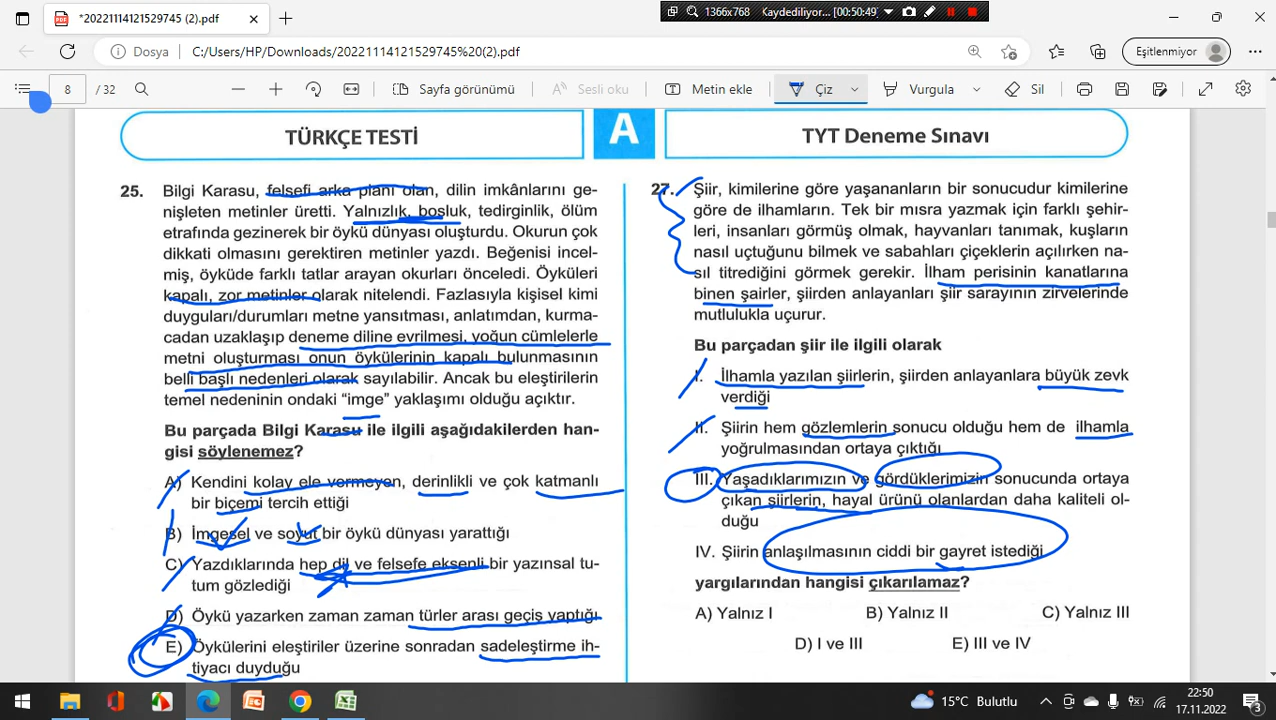 *20221114121529745 (2).pdf
1366x768 Kaydediliyor... [00:50:49]
Dosya C:/Users/HP/Downloads/20221114121529745%20(2).pdf
Eşitlenmiyor
8 / 32
Sayfa görünümü
Sesli oku
Metin ekle
Çiz
Vurgula
Sil
TÜRKÇE TESTİ
A
TYT Deneme Sınavı
25. Bilgi Karasu, felsefi arka planı olan, dilin imkânlarını ge-
nişleten metinler üretti. Yalnızlık, boşluk, tedirginlik, ölüm
etrafında gezinerek bir öykü dünyası oluşturdu. Okurun çok
dikkatli olmasını gerektiren metinler yazdı. Beğenisi incel-
miş, öyküde farklı tatlar arayan okurları önceledi. Öyküleri
kapalı, zor metinler olarak nitelendi. Fazlasıyla kişisel kimi
duyguları/durumları metne yansıtması, anlatımdan, kurma-
cadan uzaklaşıp deneme diline evrilmesi, yoğun cümlelerle
metni oluşturması onun öykülerinin kapalı bulunmasının
belli başlı nedenleri olarak sayılabilir. Ancak bu eleştirilerin
temel nedeninin ondaki “imge” yaklaşımı olduğu açıktır.
Bu parçada Bilgi Karasu ile ilgili aşağıdakilerden han-
gisi söylenemez?
A) Kendini kolay ele vermeyen, derinlikli ve çok katmanlı
bir biçemi tercih ettiği
B) İmgesel ve soyut bir öykü dünyası yarattığı
C) Yazdıklarında hep dil ve felsefe eksenli bir yazınsal tu-
tum gözlediği
D) Öykü yazarken zaman zaman türler arası geçiş yaptığı
E) Öykülerini eleştiriler üzerine sonradan sadeleştirme ih-
tiyacı duyduğu
27. Şiir, kimilerine göre yaşananların bir sonucudur kimilerine
göre de ilhamların. Tek bir mısra yazmak için farklı şehir-
leri, insanları görmüş olmak, hayvanları tanımak, kuşların
nasıl uçtuğunu bilmek ve sabahları çiçeklerin açılırken na-
sıl titrediğini görmek gerekir. İlham perisinin kanatlarına
binen şairler, şiirden anlayanları şiir sarayının zirvelerinde
mutlulukla uçurur.
Bu parçadan şiir ile ilgili olarak
I. İlhamla yazılan şiirlerin, şiirden anlayanlara büyük zevk
verdiği
II. Şiirin hem gözlemlerin sonucu olduğu hem de ilhamla
yoğrulmasından ortaya çıktığı
III. Yaşadıklarımızın ve gördüklerimizin sonucunda ortaya
çıkan şiirlerin, hayal ürünü olanlardan daha kaliteli ol-
duğu
IV. Şiirin anlaşılmasının ciddi bir gayret istediği
yargılarından hangisi çıkarılamaz?
A) Yalnız I B) Yalnız II C) Yalnız III
D) I ve III E) III ve IV
15°C Bulutlu
22:50
17.11.2022
3